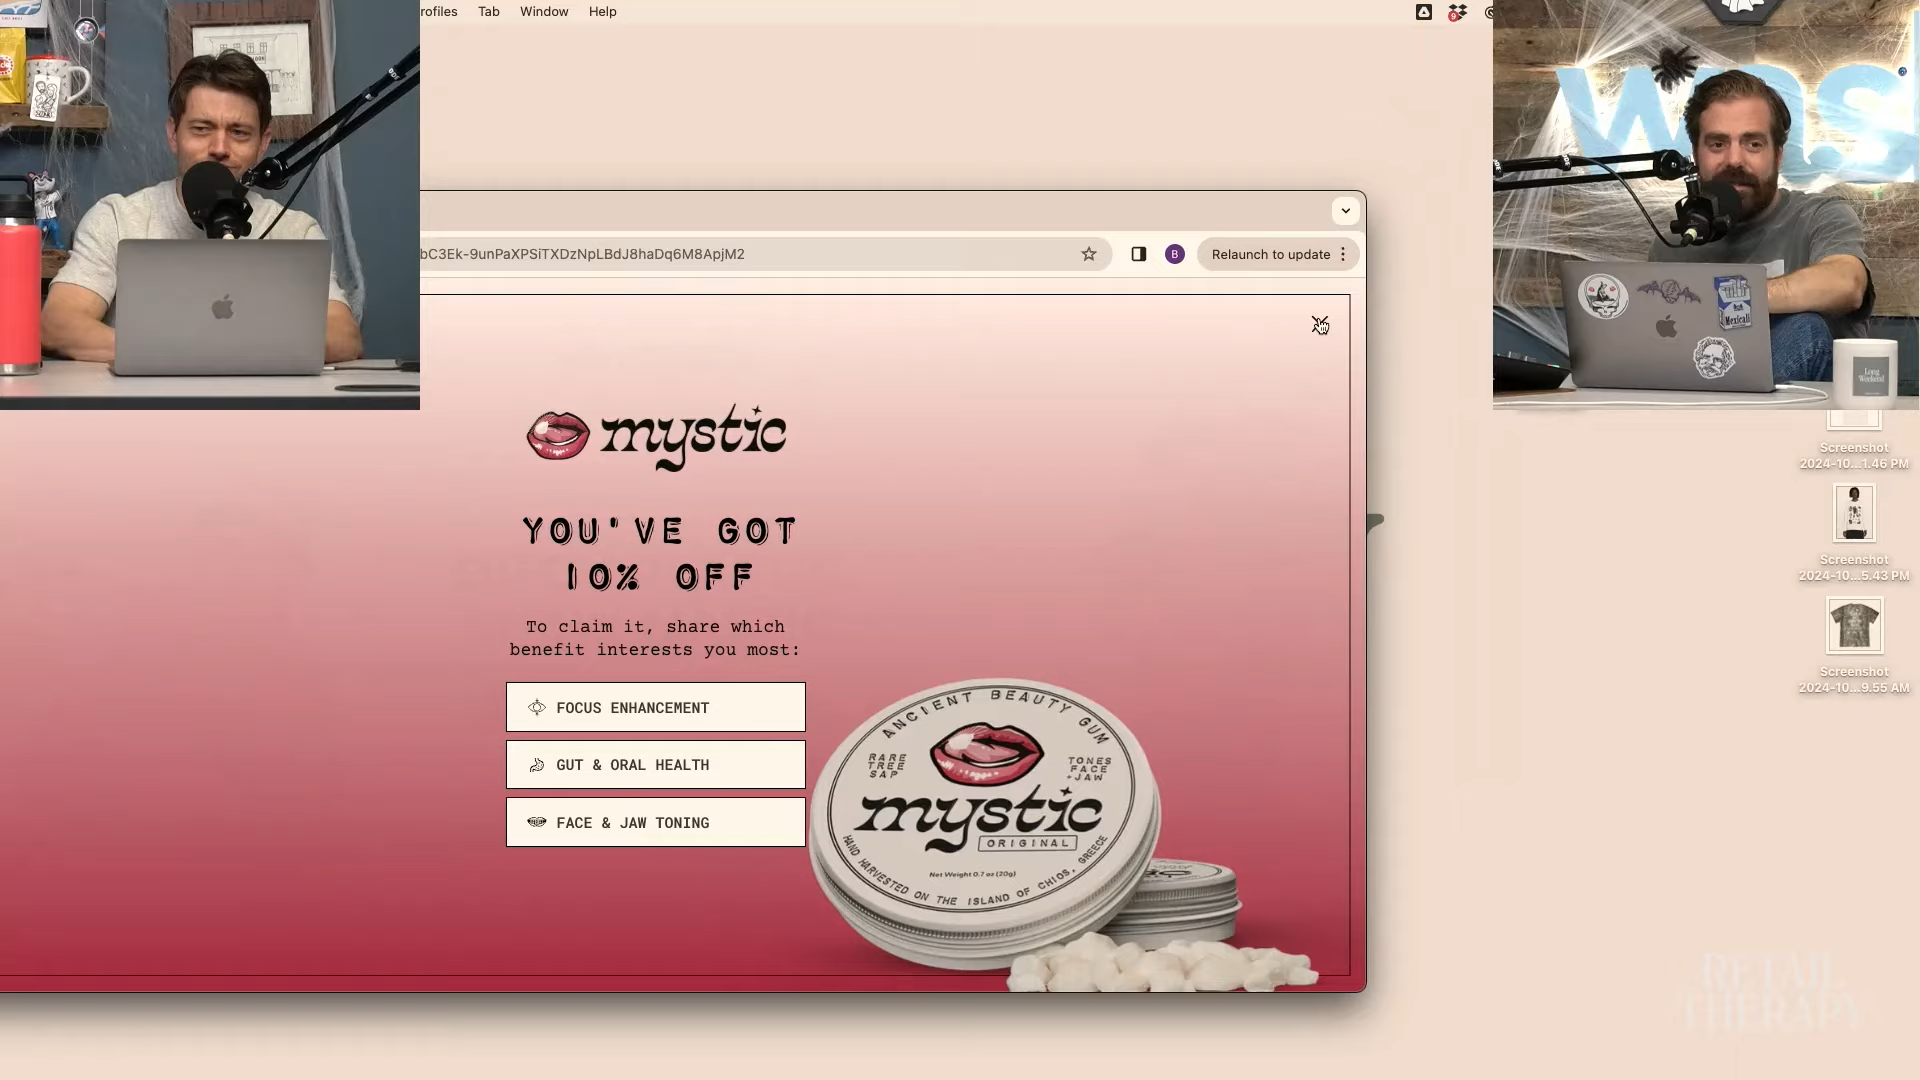 rofiles Tab Window Help
9
bC3Ek-9unPaXPSiTXDzNpLBdJ8haDq6M8ApjM2
B
Relaunch to update
mystic
YOU'VE GOT
10% OFF
To claim it, share which
benefit interests you most:
FOCUS ENHANCEMENT
GUT & ORAL HEALTH
FACE & JAW TONING
ANCIENT BEAUTY GUM
RARE
TREE
SAP
TONES
FACE
+JAW
mystic
ORIGINAL
Net Weight 0.7 oz (20g)
HAND HARVESTED ON THE ISLAND OF CHIOS, GREECE
Screenshot
2024-10...1.46 PM
Screenshot
2024-10...5.43 PM
Screenshot
2024-10...9.55 AM
Mexicali
Long
Weekend
RETAIL
THERAPY